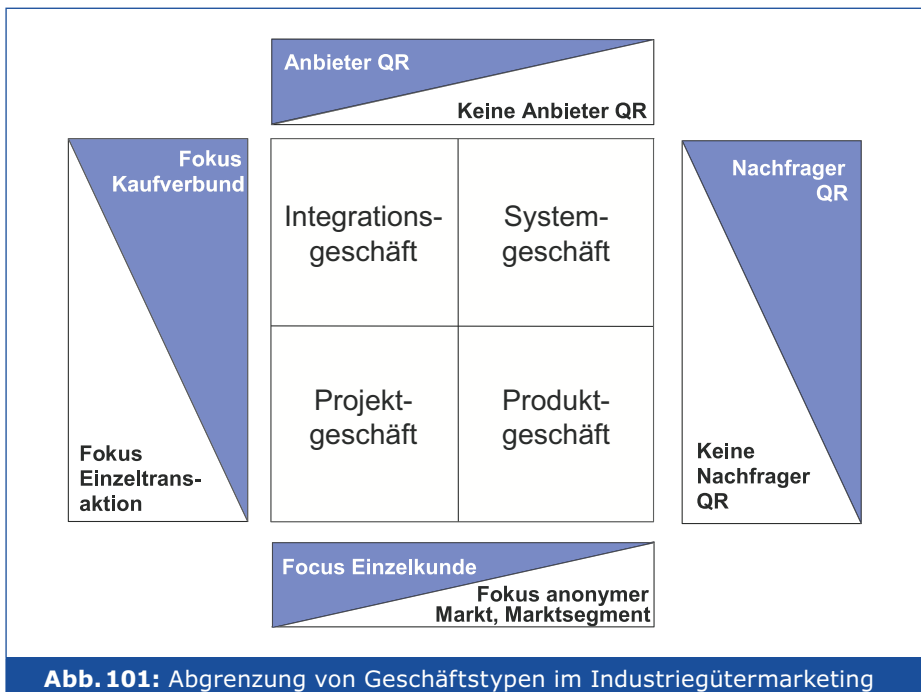 Anbieter QR
Keine Anbieter QR
Fokus
Kaufverbund
Integrations-
geschäft
System-
geschäft
Nachfrager
QR
Projekt-
geschäft
Produkt-
geschäft
Fokus
Einzeltrans-
aktion
Keine
Nachfrager
QR
Focus Einzelkunde
Fokus anonymer
Markt, Marktsegment
Abb. 101: Abgrenzung von Geschäftstypen im Industriegütermarketing